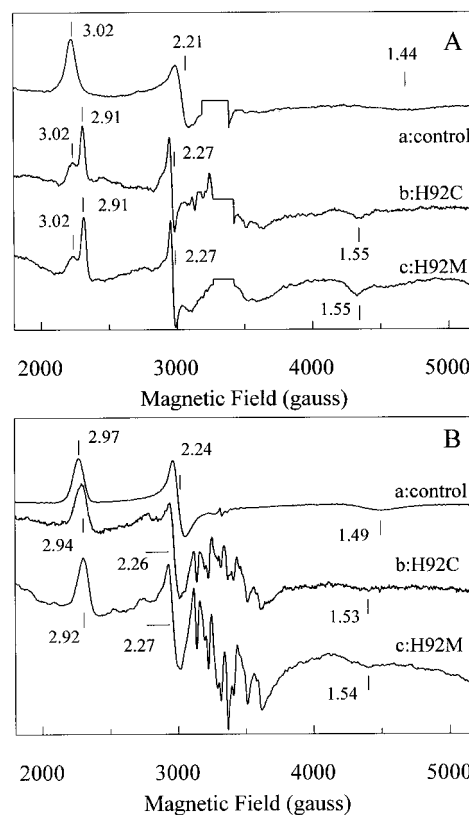 A
3.02
2.21
1.44
a:control
2.91
3.02
2.27
b:H92C
2.91
1.55
3.02
2.27
c:H92M
1.55
2000 3000 4000 5000
Magnetic Field (gauss)
B
2.97
2.24
a:control
1.49
2.94
2.26
b:H92C
1.53
2.92
2.27
c:H92M
1.54
2000 3000 4000 5000
Magnetic Field (gauss)